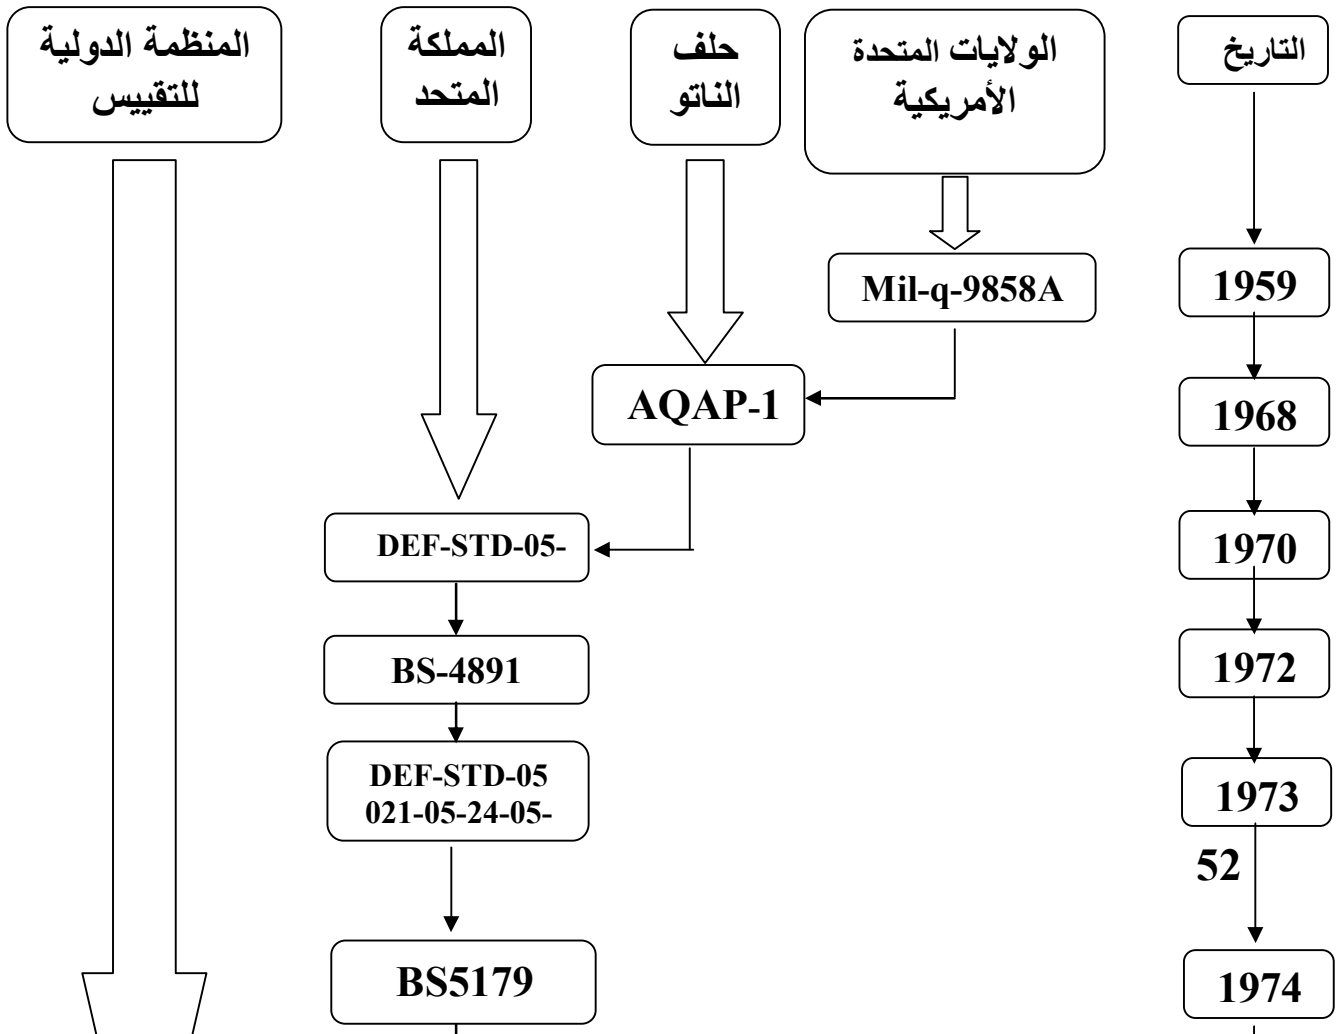 التاريخ
الولايات المتحدة
الأمريكية
حلف
الناتو
المملكة
المتحد
المنظمة الدولية
للتقييس
1959
Mil-q-9858A
1968
AQAP-1
1970
DEF-STD-05-
1972
BS-4891
1973
DEF-STD-05
021-05-24-05-
52
1974
BS5179